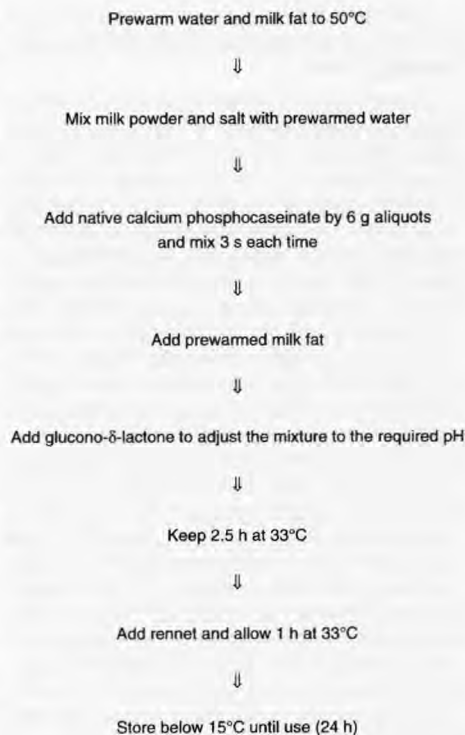 Prewarm water and milk fat to 50°C
⇓
Mix milk powder and salt with prewarmed water
⇓
Add native calcium phosphocaseinate by 6 g aliquots
and mix 3 s each time
⇓
Add prewarmed milk fat
⇓
Add glucono-δ-lactone to adjust the mixture to the required pH
⇓
Keep 2.5 h at 33°C
⇓
Add rennet and allow 1 h at 33°C
⇓
Store below 15°C until use (24 h)